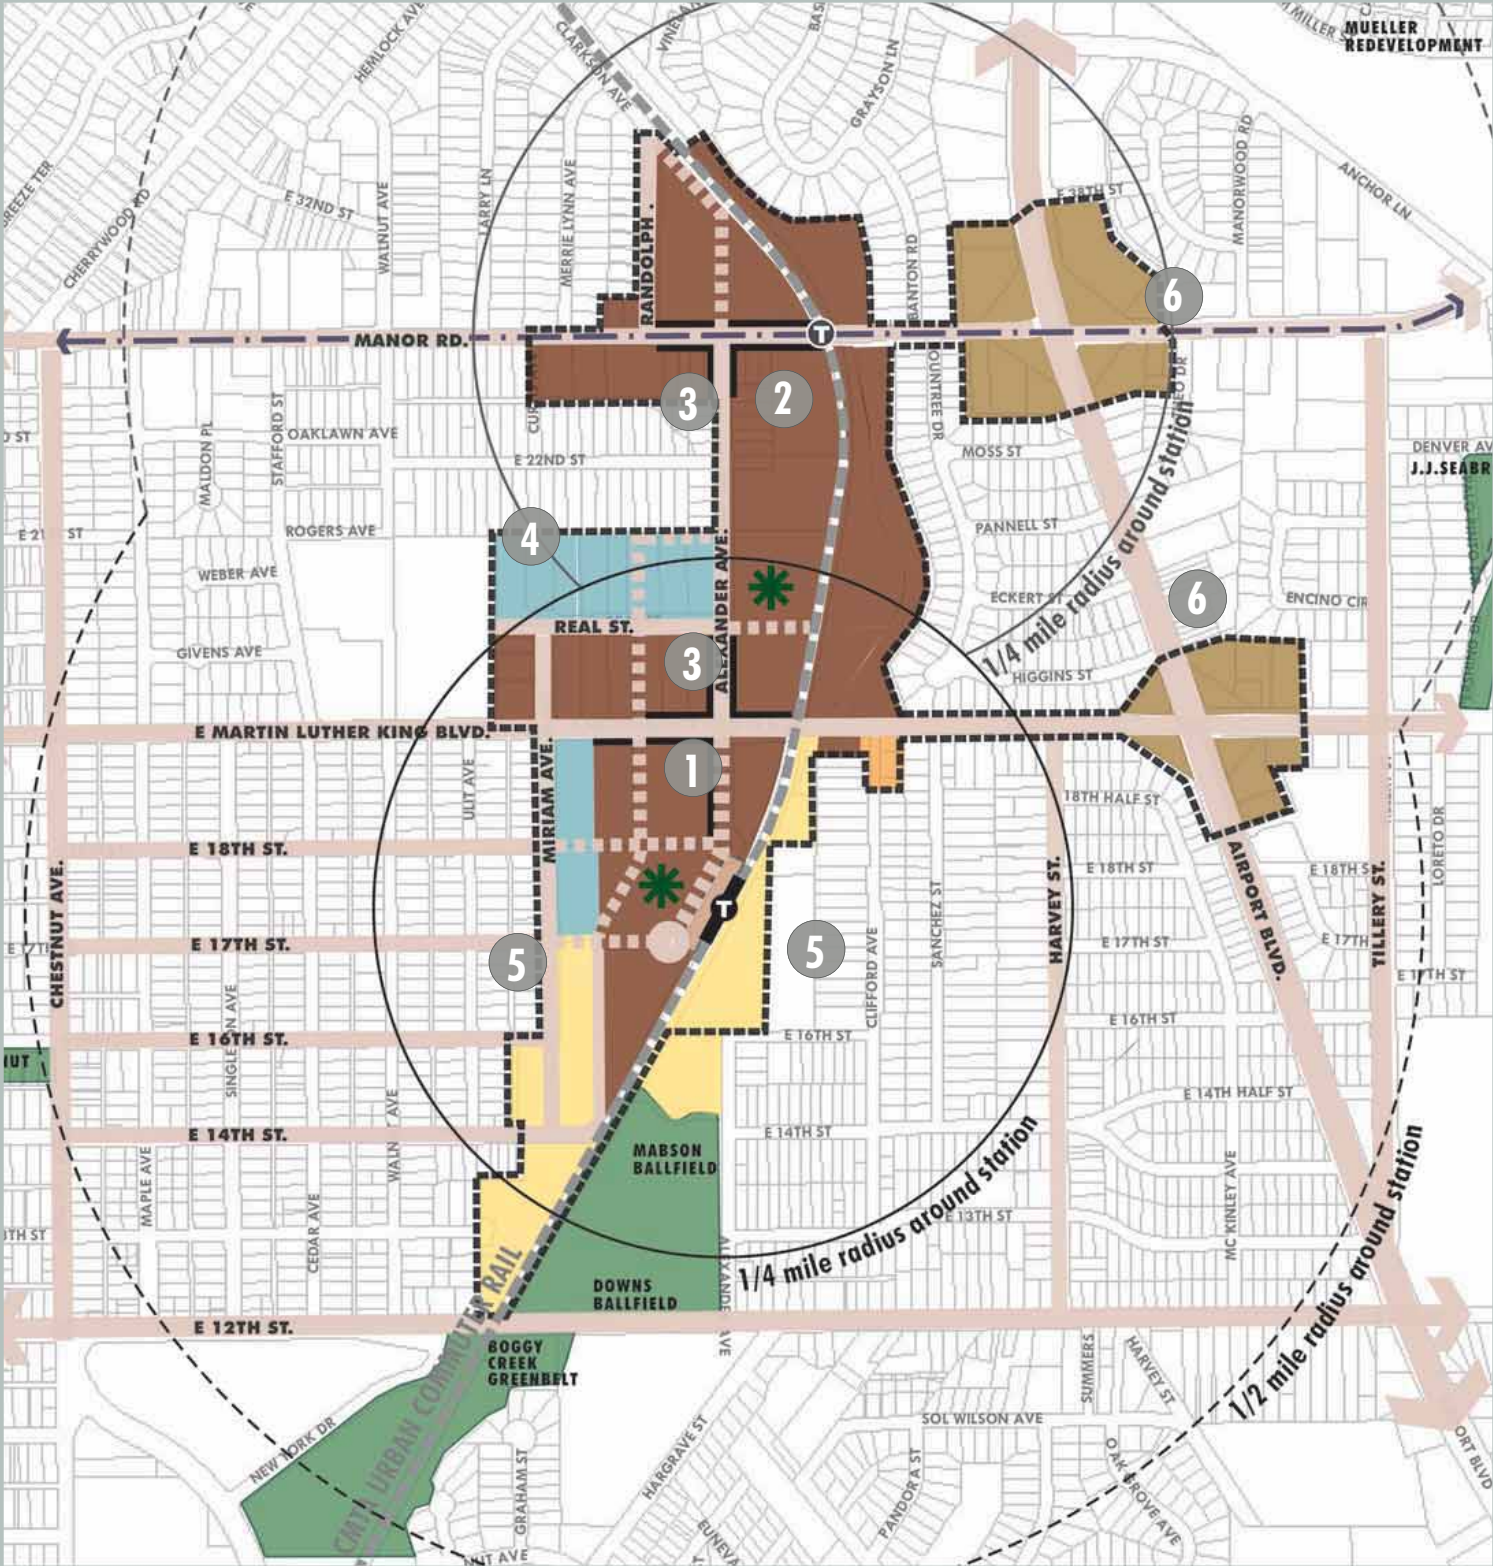 MUELLER
REDEVELOPMENT
CLARKSON AVE
HEMLOCK AVE
GRAYSON LN
ANCHOR LN
MANORWOOD RD
E 38TH ST
E 32ND ST
WALNUT AVE
LARRY LN
MERRIE LYNN AVE
CHERRYWOOD RD
RANDOLPH
BANTON RD
6
MANOR RD.
T
3
2
MALDON PL
STAFFORD ST
OAKLAWN AVE
E 22ND ST
MOSS ST
DENVER AV
J.J.SEABR
ROGERS AVE
4
PANNELL ST
1/4 mile radius around station
WEBER AVE
ALEXANDER AVE.
ECKERT ST
6
ENCINO CIR
REAL ST.
GIVENS AVE
3
HIGGINS ST
E MARTIN LUTHER KING BLVD.
MIRIAM AVE.
1
18TH HALF ST
LORETO DR
E 18TH ST.
E 18TH ST
E 18TH S
CHESTNUT AVE.
HARVEY ST.
AIRPORT BLVD.
TILLERY ST.
T
E 17TH ST.
5
5
CLIFFORD AVE
SANCHEZ ST
E 17TH ST
E 17TH
E 17TH ST
E 16TH ST.
E 16TH ST
E 16TH ST
E 14TH HALF ST
E 14TH ST.
E 14TH ST
MAPLE AVE
CEDAR AVE
MABSON
BALLFIELD
E 13TH ST
MC KINLEY AVE
1/4 mile radius around station
1/2 mile radius around station
DOWNS
BALLFIELD
E 12TH ST.
CMTA URBAN COMMUTER RAIL
BOGGY
CREEK
GREENBELT
SUMMERS
HARVEY ST
NEW YORK DR
SOL WILSON AVE
GRAHAM ST
HARGRAVE ST
PANDORA ST
OAK GROVE AVE
ORT BLVD